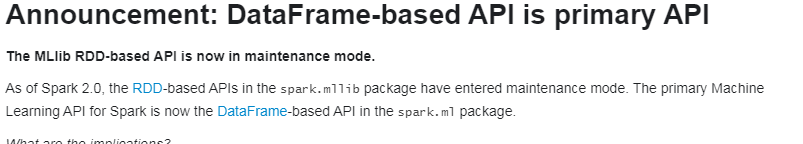 Announcement: DataFrame-based API is primary API
The MLlib RDD-based API is now in maintenance mode.
As of Spark 2.0, the RDD-based APIs in the spark.mllib package have entered maintenance mode. The primary Machine
Learning API for Spark is now the DataFrame-based API in the spark.ml package.
What are the implications?